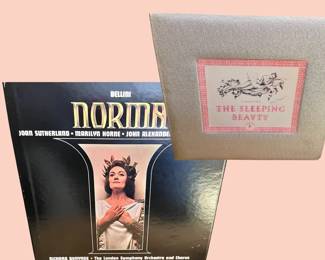 BELLINI
NORMA
JOAN SUTHERLAND • MARILYN HORNE • JOHN ALEXANDER
RICHARD BONYNGE • The London Symphony Orchestra and Chorus
THE SLEEPING
BEAUTY